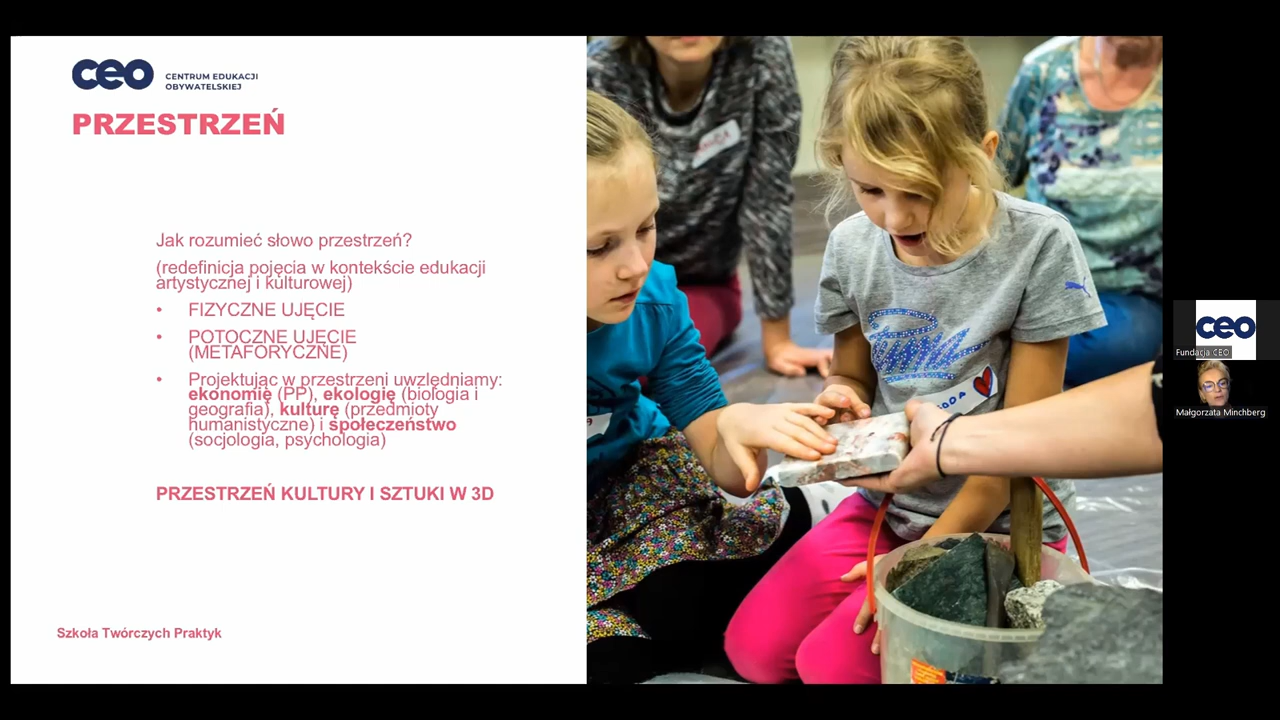 ceo CENTRUM EDUKACJI
OBYWATELSKIEJ
PRZESTRZEŃ
Jak rozumieć słowo przestrzeń?
(redefinicja pojęcia w kontekście edukacji
artystycznej i kulturowej)
• FIZYCZNE UJĘCIE
• POTOCZNE UJĘCIE
(METAFORYCZNE)
• Projektując w przestrzeni uwzlędniamy:
ekonomię (PP), ekologię (biologia i
geografia), kulturę (przedmioty
humanistyczne) i społeczeństwo
(socjologia, psychologia)
PRZESTRZEŃ KULTURY I SZTUKI W 3D
Szkoła Twórczych Praktyk
ceo
Fundacja CEO
Małgorzata Minchberg